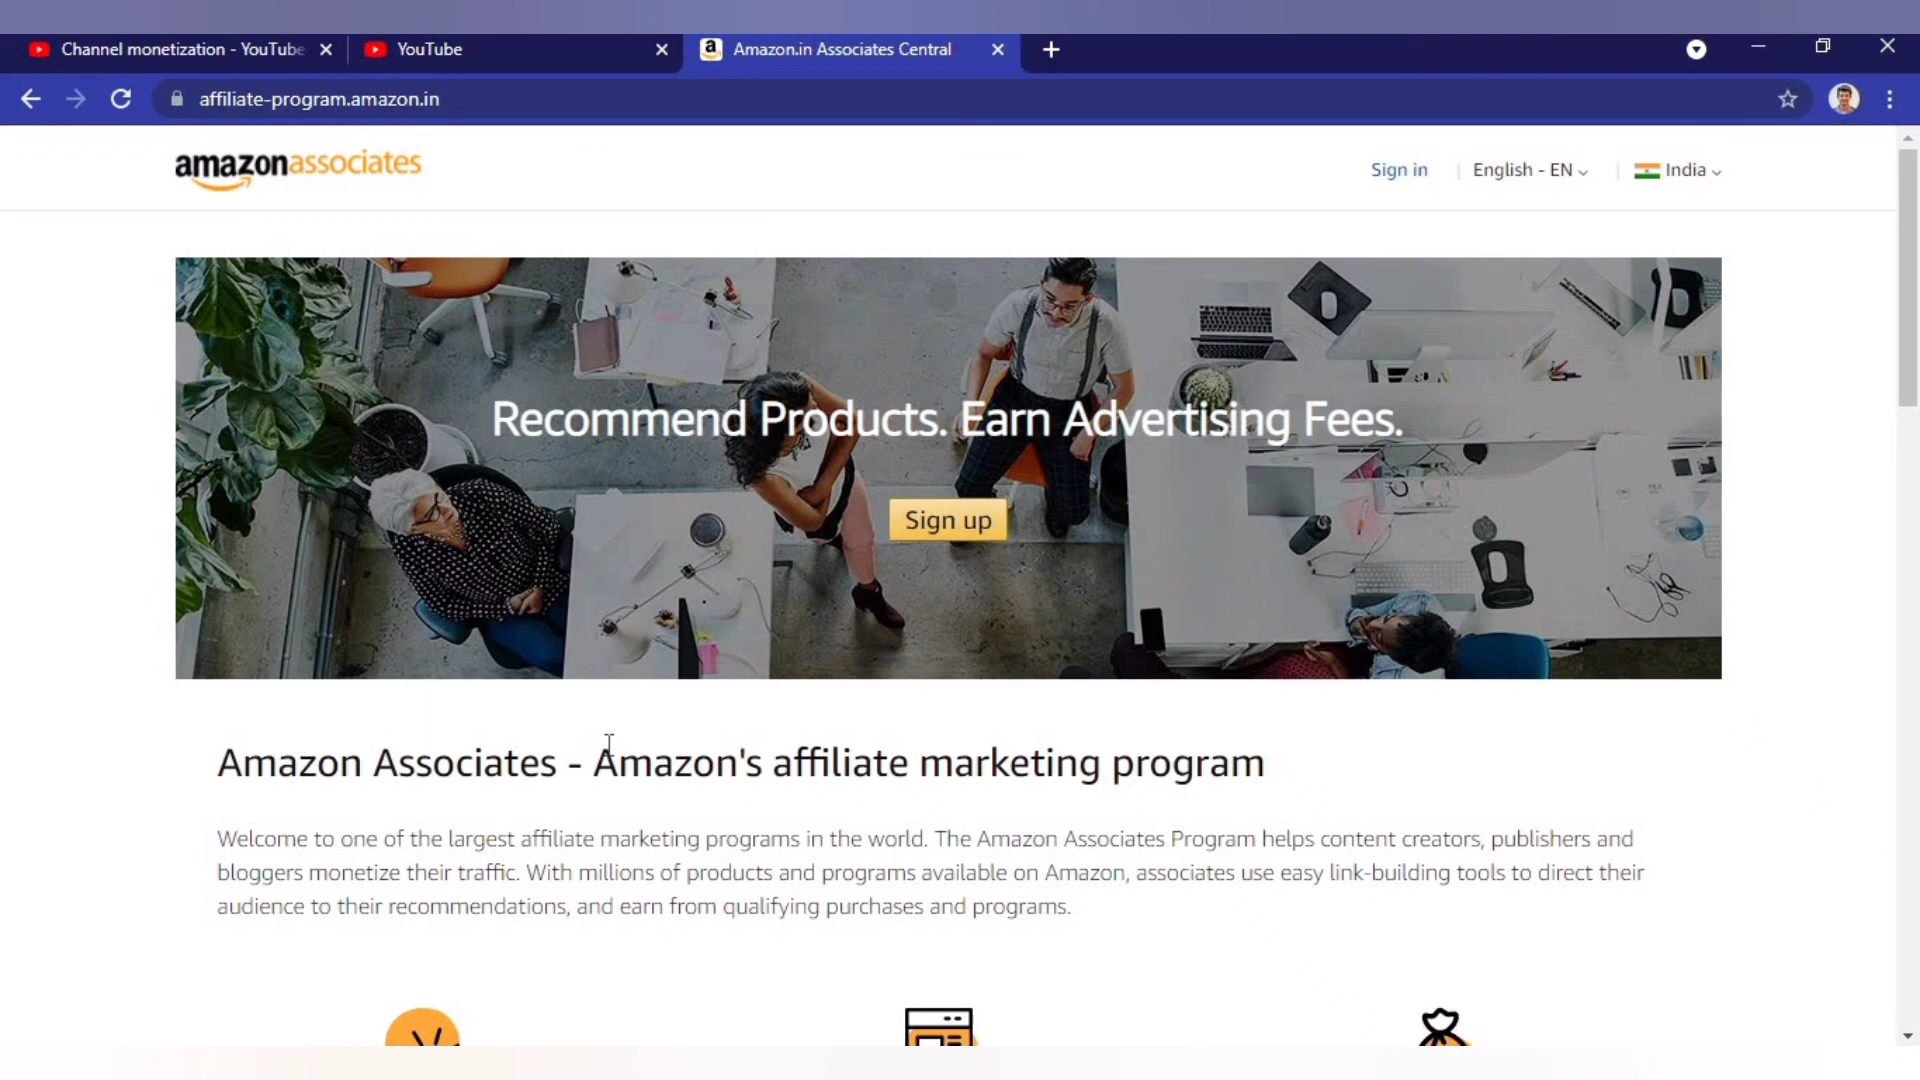 Channel monetization - YouTube
YouTube
Amazon.in Associates Central
affiliate-program.amazon.in
amazonassociates
Sign in
English - EN
India
Recommend Products. Earn Advertising Fees.
Sign up
Amazon Associates - Amazon's affiliate marketing program
Welcome to one of the largest affiliate marketing programs in the world. The Amazon Associates Program helps content creators, publishers and
bloggers monetize their traffic. With millions of products and programs available on Amazon, associates use easy link-building tools to direct their
audience to their recommendations, and earn from qualifying purchases and programs.